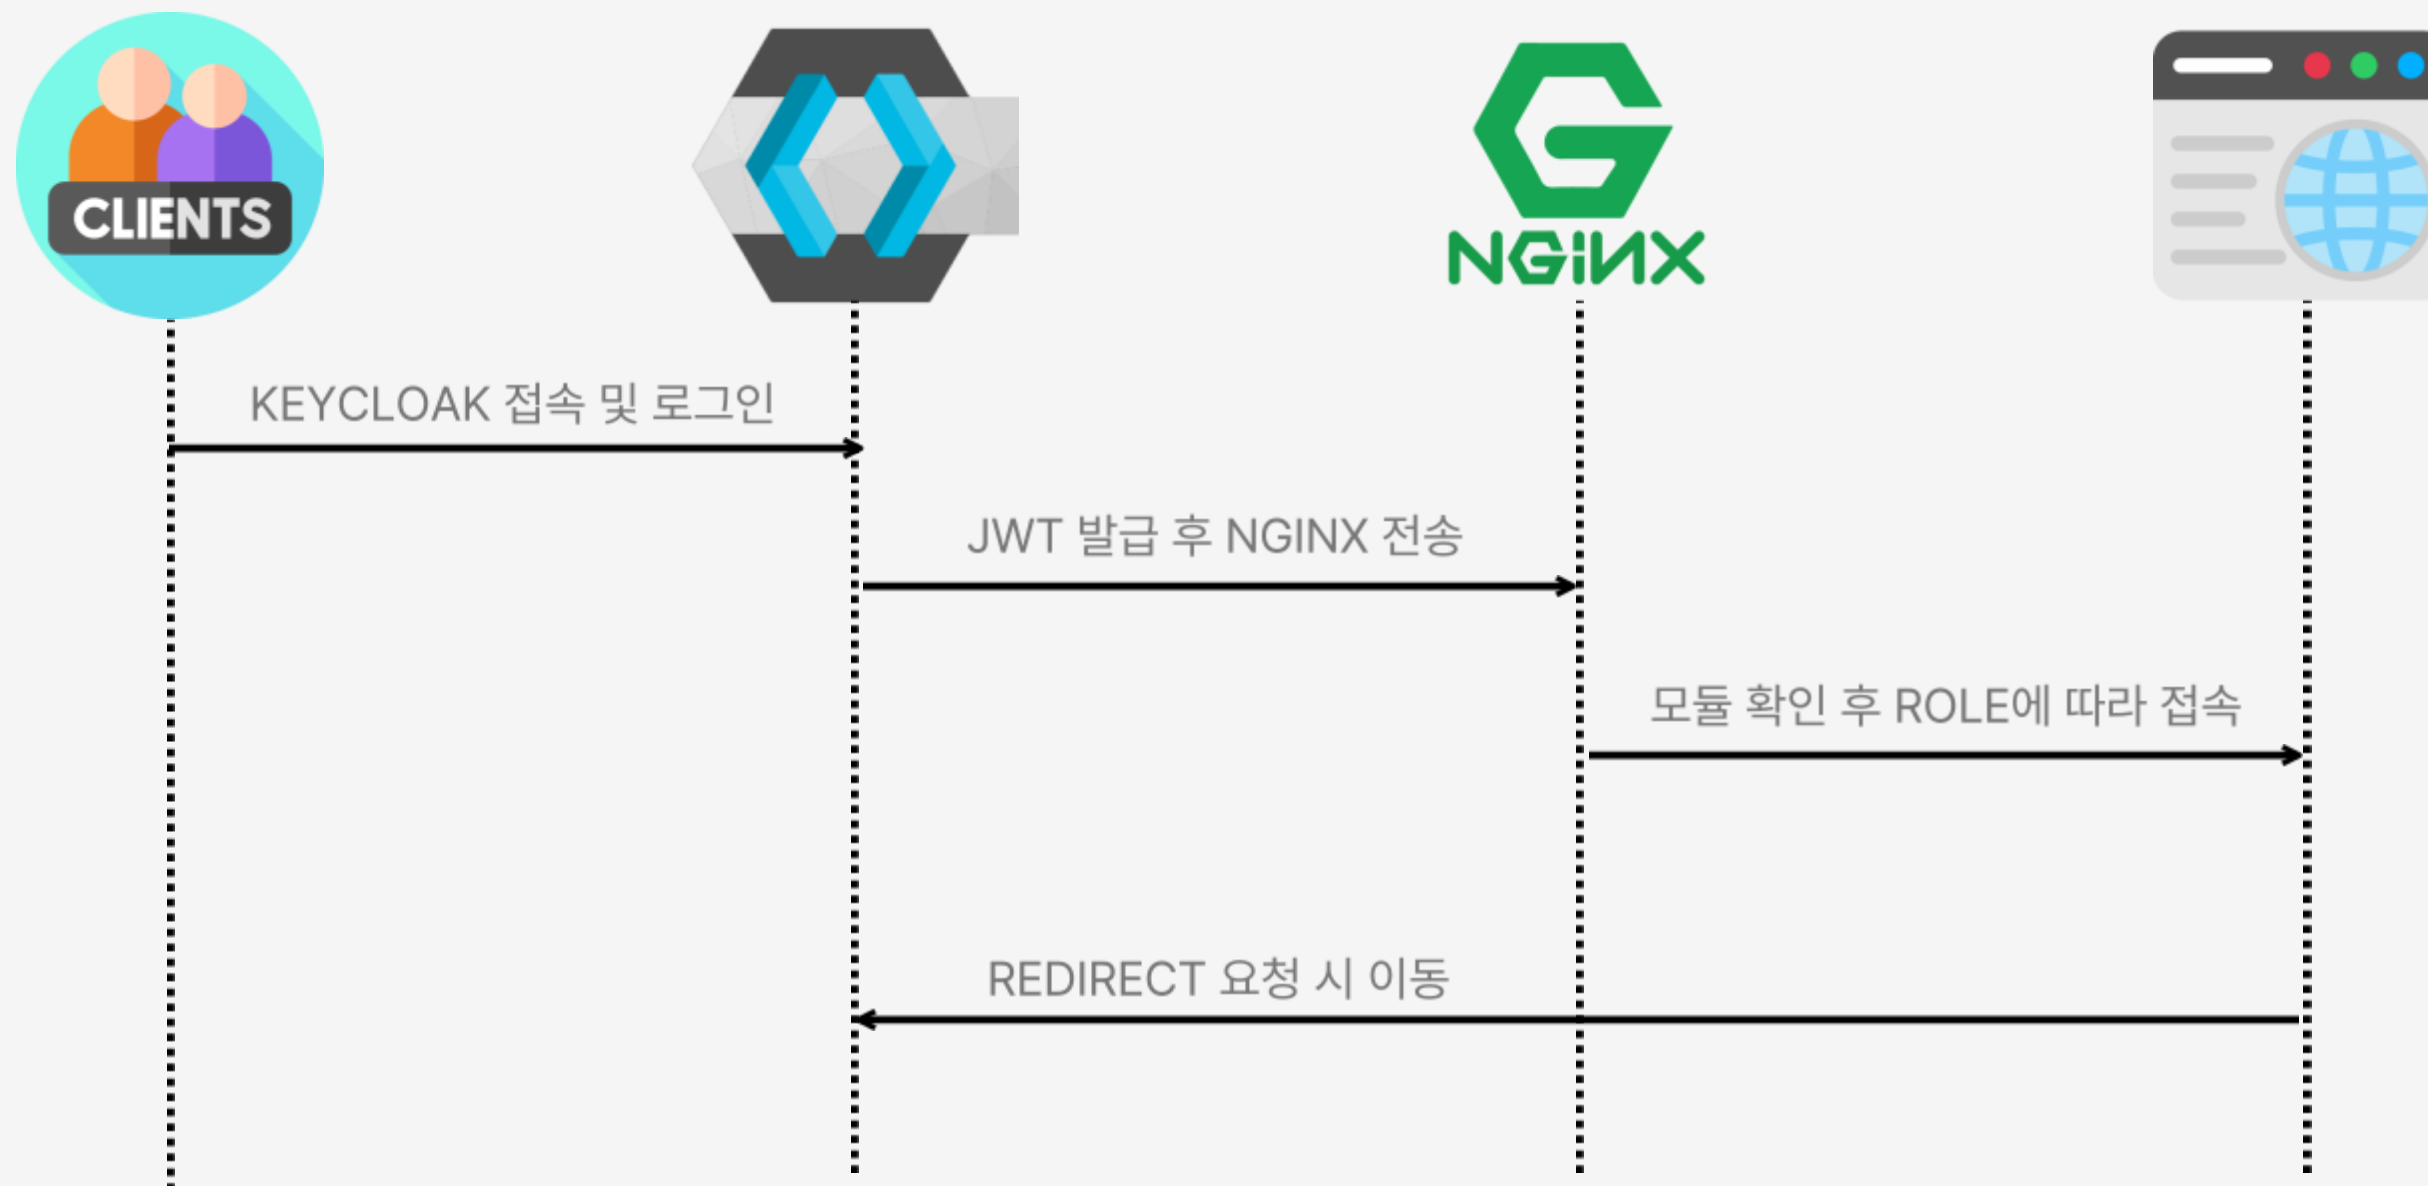 CLIENTS
NGINX
KEYCLOAK 접속 및 로그인
JWT 발급 후 NGINX 전송
모듈 확인 후 ROLE에 따라 접속
REDIRECT 요청 시 이동